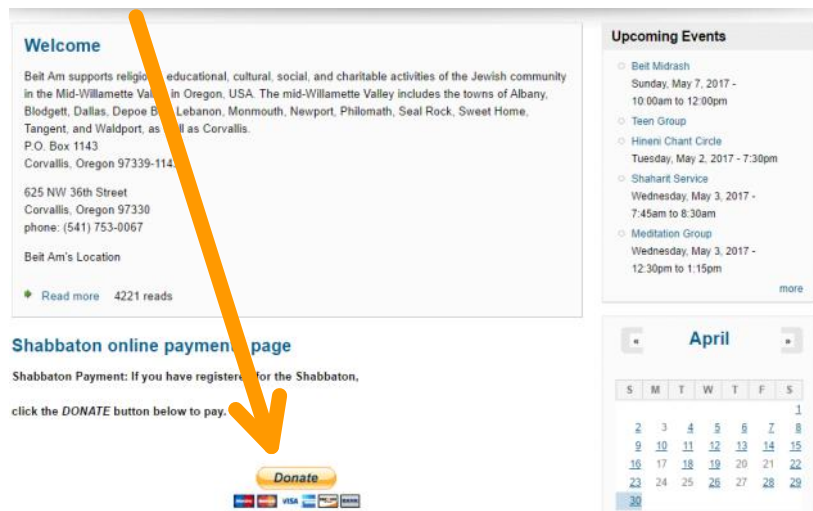 Welcome
Beit Am supports religious, educational, cultural, social, and charitable activities of the Jewish community
in the Mid-Willamette Valley in Oregon, USA. The mid-Willamette Valley includes the towns of Albany,
Blodgett, Dallas, Depoe Lebanon, Monmouth, Newport, Philomath, Seal Rock, Sweet Home,
Tangent, and Waldport, as well as Corvallis.
P.O. Box 1143
Corvallis, Oregon 97339-114
625 NW 36th Street
Corvallis, Oregon 97330
phone: (541) 753-0067
Beit Am's Location
Read more 4221 reads
Shabbaton online payment page
Shabbaton Payment: If you have registered for the Shabbaton,
click the DONATE button below to pay.
Donate
VISA
Upcoming Events
Beit Midrash
Sunday, May 7, 2017 -
10:00am to 12:00pm
Teen Group
Hineni Chant Circle
Tuesday, May 2, 2017 - 7:30pm
Shaharit Service
Wednesday, May 3, 2017 -
7:45am to 8:30am
Meditation Group
Wednesday, May 3, 2017 -
12:30pm to 1:15pm
more
« April »
S M T W T F S
1
2 3 4 5 6 7 8
9 10 11 12 13 14 15
16 17 18 19 20 21 22
23 24 25 26 27 28 29
30